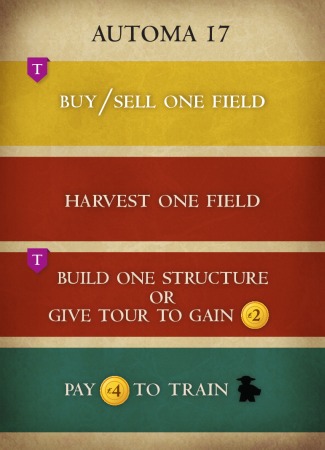 AUTOMA 17
T
BUY/SELL ONE FIELD
HARVEST ONE FIELD
T
BUILD ONE STRUCTURE
OR
GIVE TOUR TO GAIN €2
PAY €4 TO TRAIN